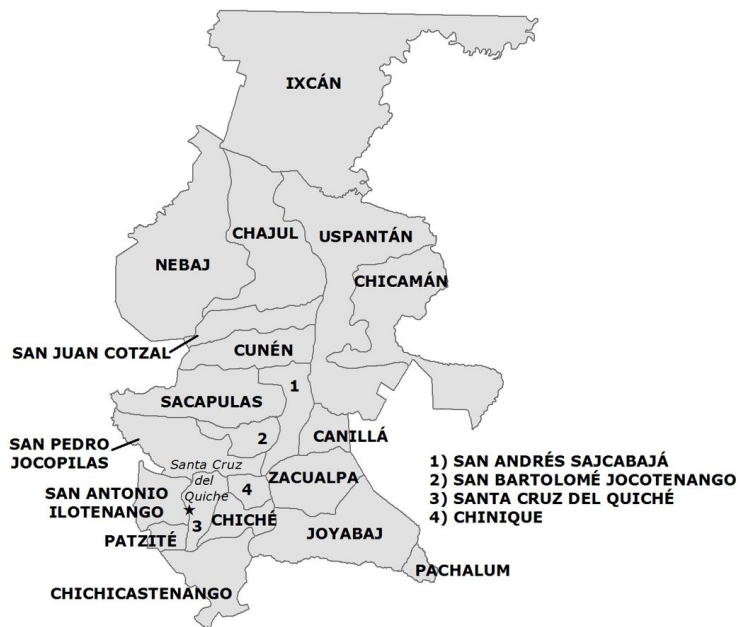 IXCÁN
CHAJUL
USPANTÁN
NEBAJ
CHICAMÁN
SAN JUAN COTZAL
CUNÉN
1
SACAPULAS
2
CANILLÁ
SAN PEDRO
JOCOPILAS
Santa Cruz
del
Quiché
ZACUALPA
4
SAN ANTONIO
ILOTENANGO
3
CHICHÉ
JOYABAJ
PATZITÉ
PACHALUM
CHICHICASTENANGO
1) SAN ANDRÉS SAJCABAJÁ
2) SAN BARTOLOMÉ JOCOTENANGO
3) SANTA CRUZ DEL QUICHÉ
4) CHINIQUE